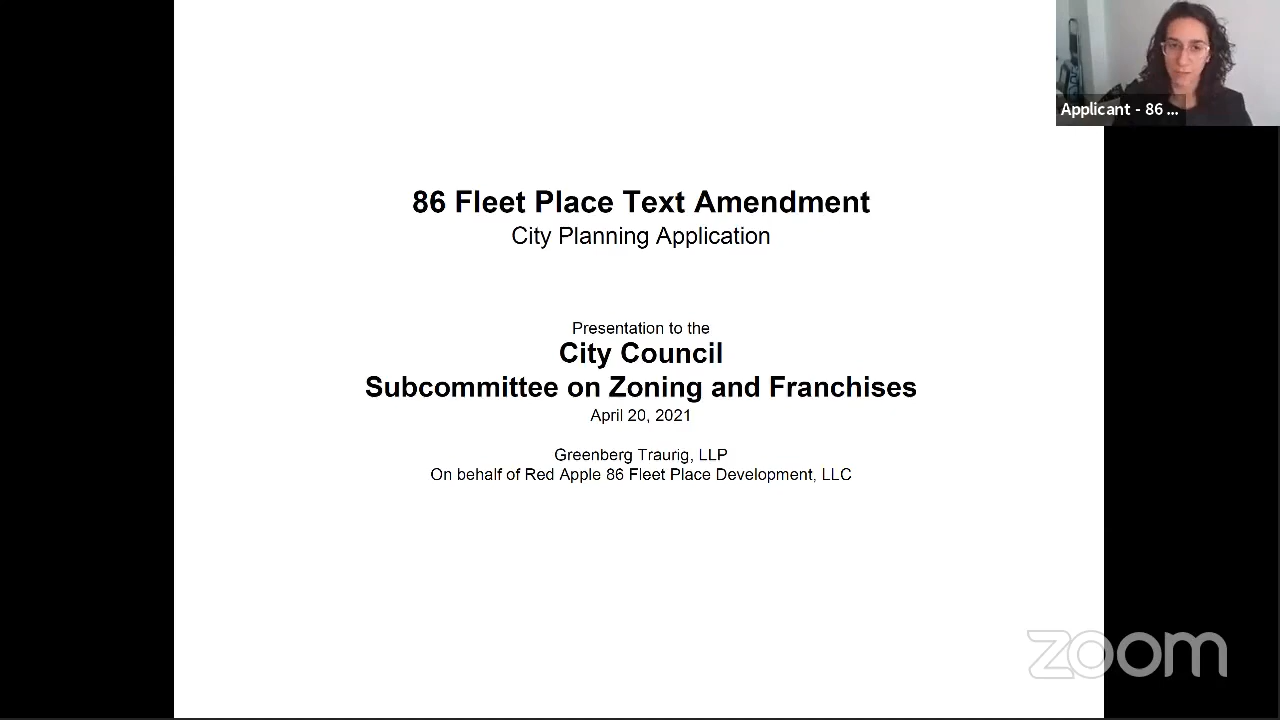 Applicant - 86 ...
86 Fleet Place Text Amendment
City Planning Application
Presentation to the
City Council
Subcommittee on Zoning and Franchises
April 20, 2021
Greenberg Traurig, LLP
On behalf of Red Apple 86 Fleet Place Development, LLC
zoom